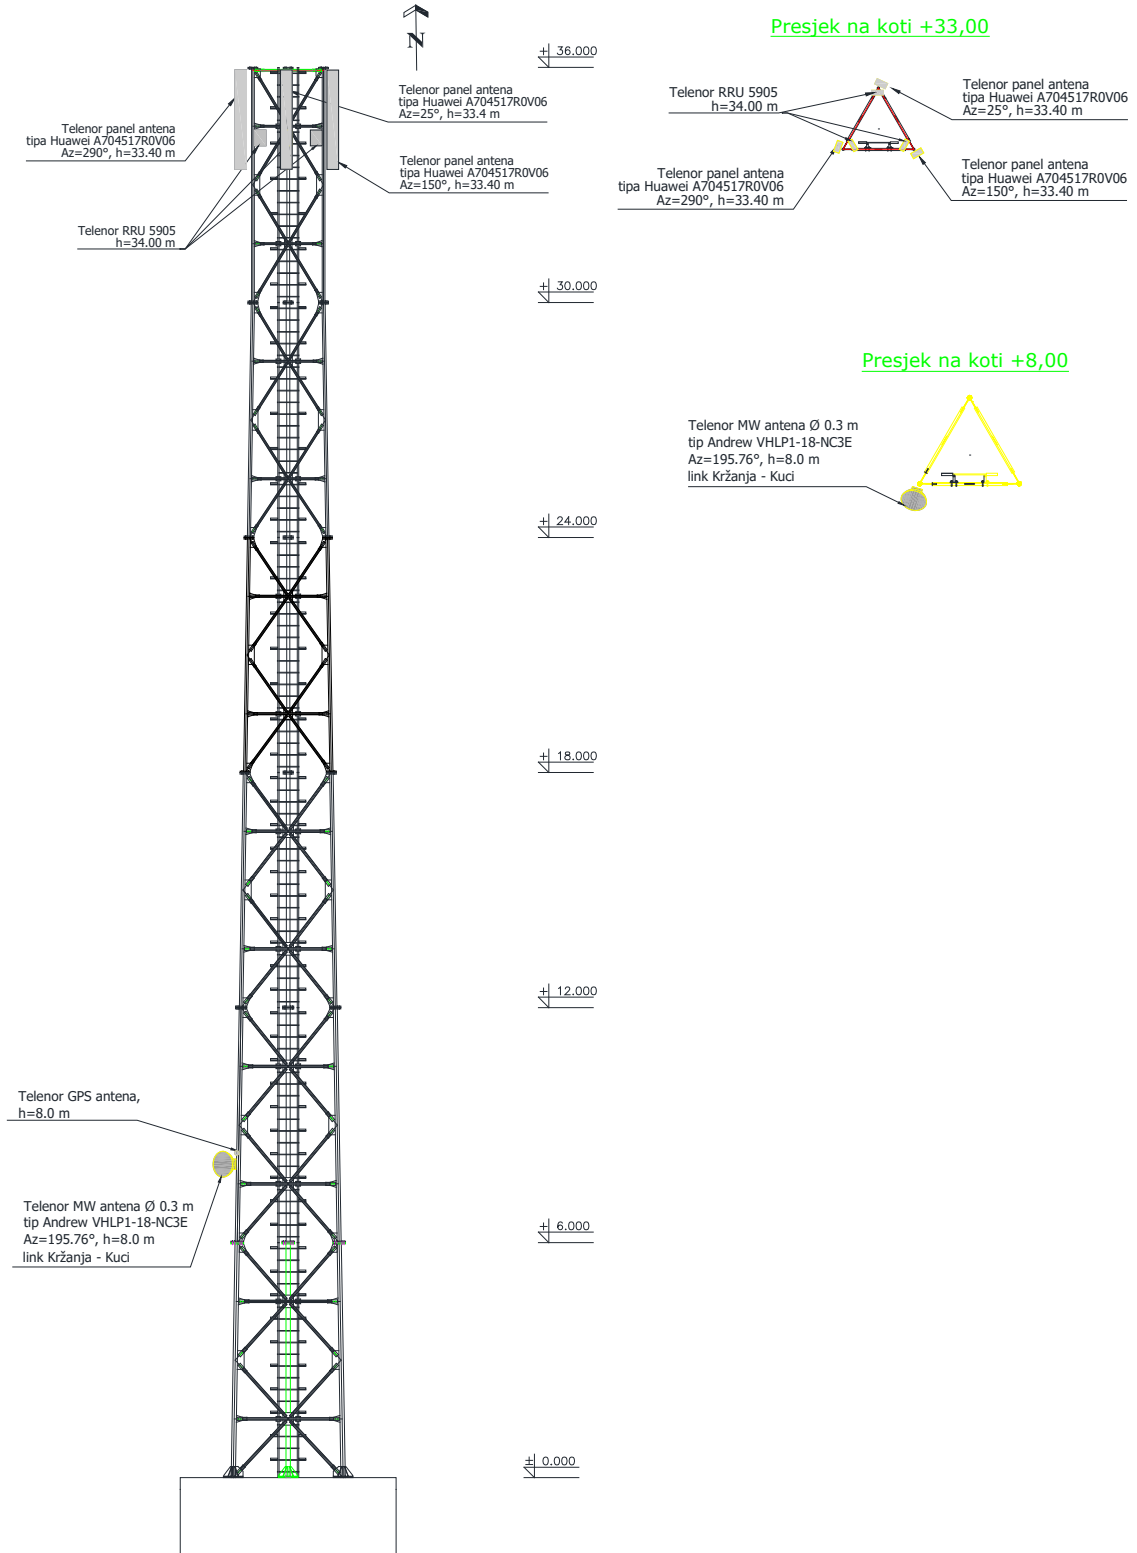 N
Presjek na koti +33,00
+ 36.000
Telenor panel antena
tipa Huawei A704517R0V06
Az=25°, h=33.4 m
Telenor panel antena
tipa Huawei A704517R0V06
Az=290°, h=33.40 m
Telenor panel antena
tipa Huawei A704517R0V06
Az=150°, h=33.40 m
Telenor RRU 5905
h=34.00 m
Telenor RRU 5905
h=34.00 m
Telenor panel antena
tipa Huawei A704517R0V06
Az=25°, h=33.40 m
Telenor panel antena
tipa Huawei A704517R0V06
Az=290°, h=33.40 m
Telenor panel antena
tipa Huawei A704517R0V06
Az=150°, h=33.40 m
+ 30.000
Presjek na koti +8,00
Telenor MW antena Ø 0.3 m
tip Andrew VHLP1-18-NC3E
Az=195.76°, h=8.0 m
link Kržanja - Kuci
+ 24.000
+ 18.000
+ 12.000
Telenor GPS antena,
h=8.0 m
Telenor MW antena Ø 0.3 m
tip Andrew VHLP1-18-NC3E
Az=195.76°, h=8.0 m
link Kržanja - Kuci
+ 6.000
± 0.000